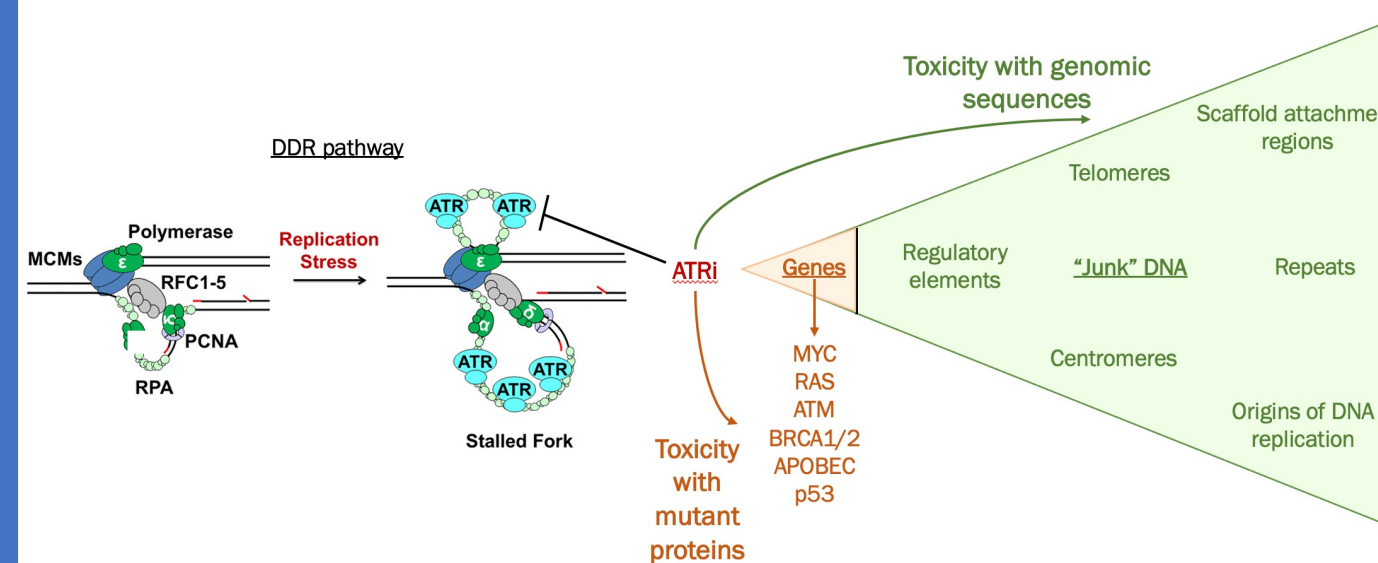 DDR pathway
MCMs
Polymerase
ε
RFC1-5
PCNA
RPA
Replication
Stress
ATR
ATR
ε
α
δ
ATR
ATR
ATR
Stalled Fork
ATRi
Toxicity with genomic
sequences
Toxicity
with
mutant
proteins
Genes
MYC
RAS
ATM
BRCA1/2
APOBEC
p53
Scaffold attachme
regions
Telomeres
Regulatory
elements
“Junk” DNA
Repeats
Centromeres
Origins of DNA
replication